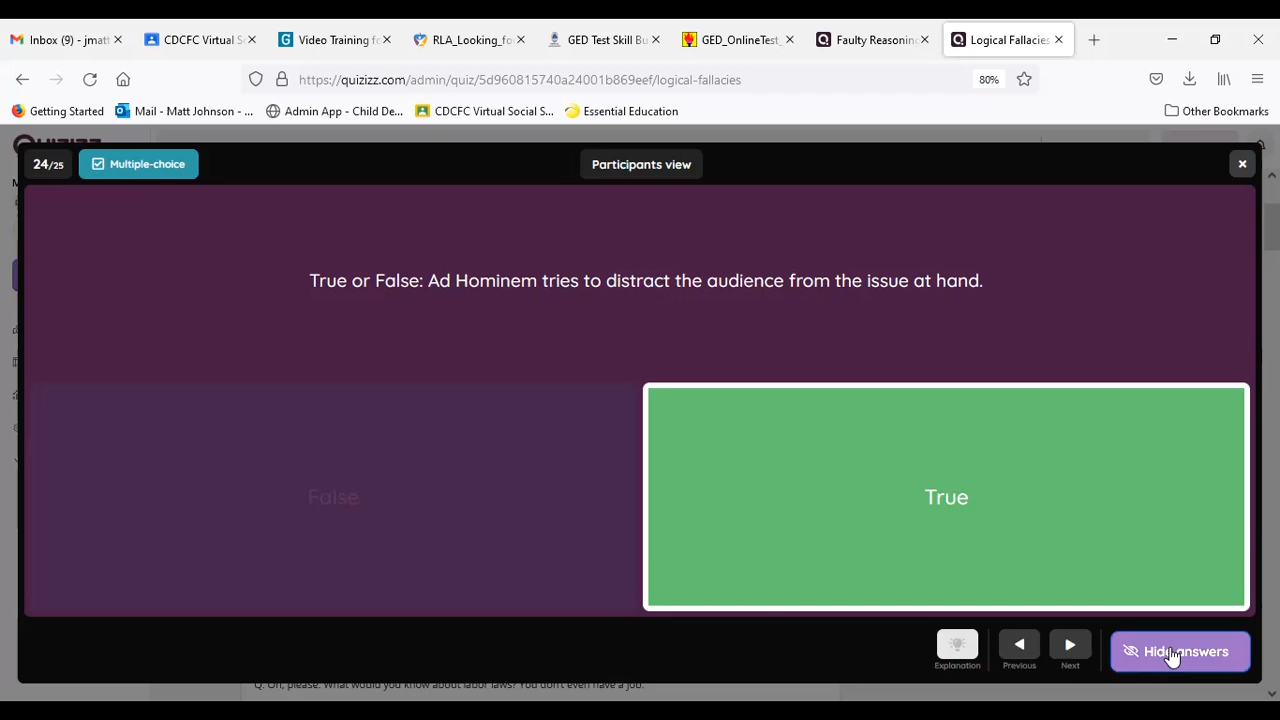 Inbox (9) - jmatt
CDCFC Virtual S
Video Training fo
RLA_Looking_fo
GED Test Skill Bu
GED_OnlineTest_
Faulty Reasoning
Logical Fallacies
https://quizizz.com/admin/quiz/5d960815740a24001b869eef/logical-fallacies
80%
Getting Started
Mail - Matt Johnson - ...
Admin App - Child De...
CDCFC Virtual Social S...
Essential Education
Other Bookmarks
24/25
Multiple-choice
Participants view
True or False: Ad Hominem tries to distract the audience from the issue at hand.
False
True
Explanation
Previous
Next
Hide answers
Q. Oh, please. What would you know about labor laws? You don't even have a job.